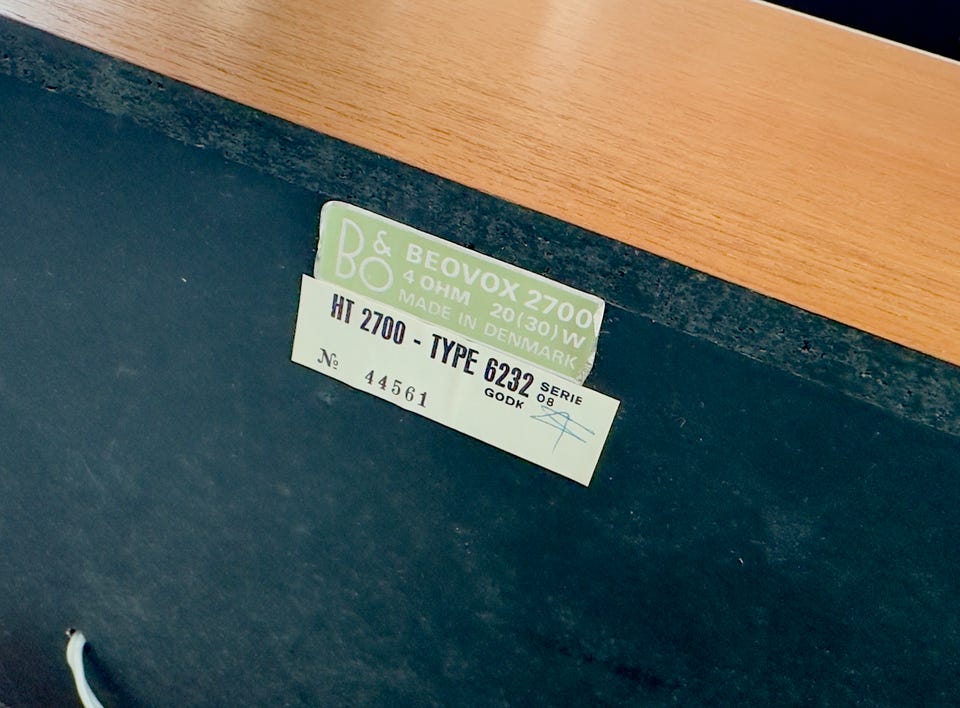 B&O
BEOVOX 2700
4 OHM 20(30) W
MADE IN DENMARK
HT 2700 - TYPE 6232 SERIE 08
№ 44561 GODK